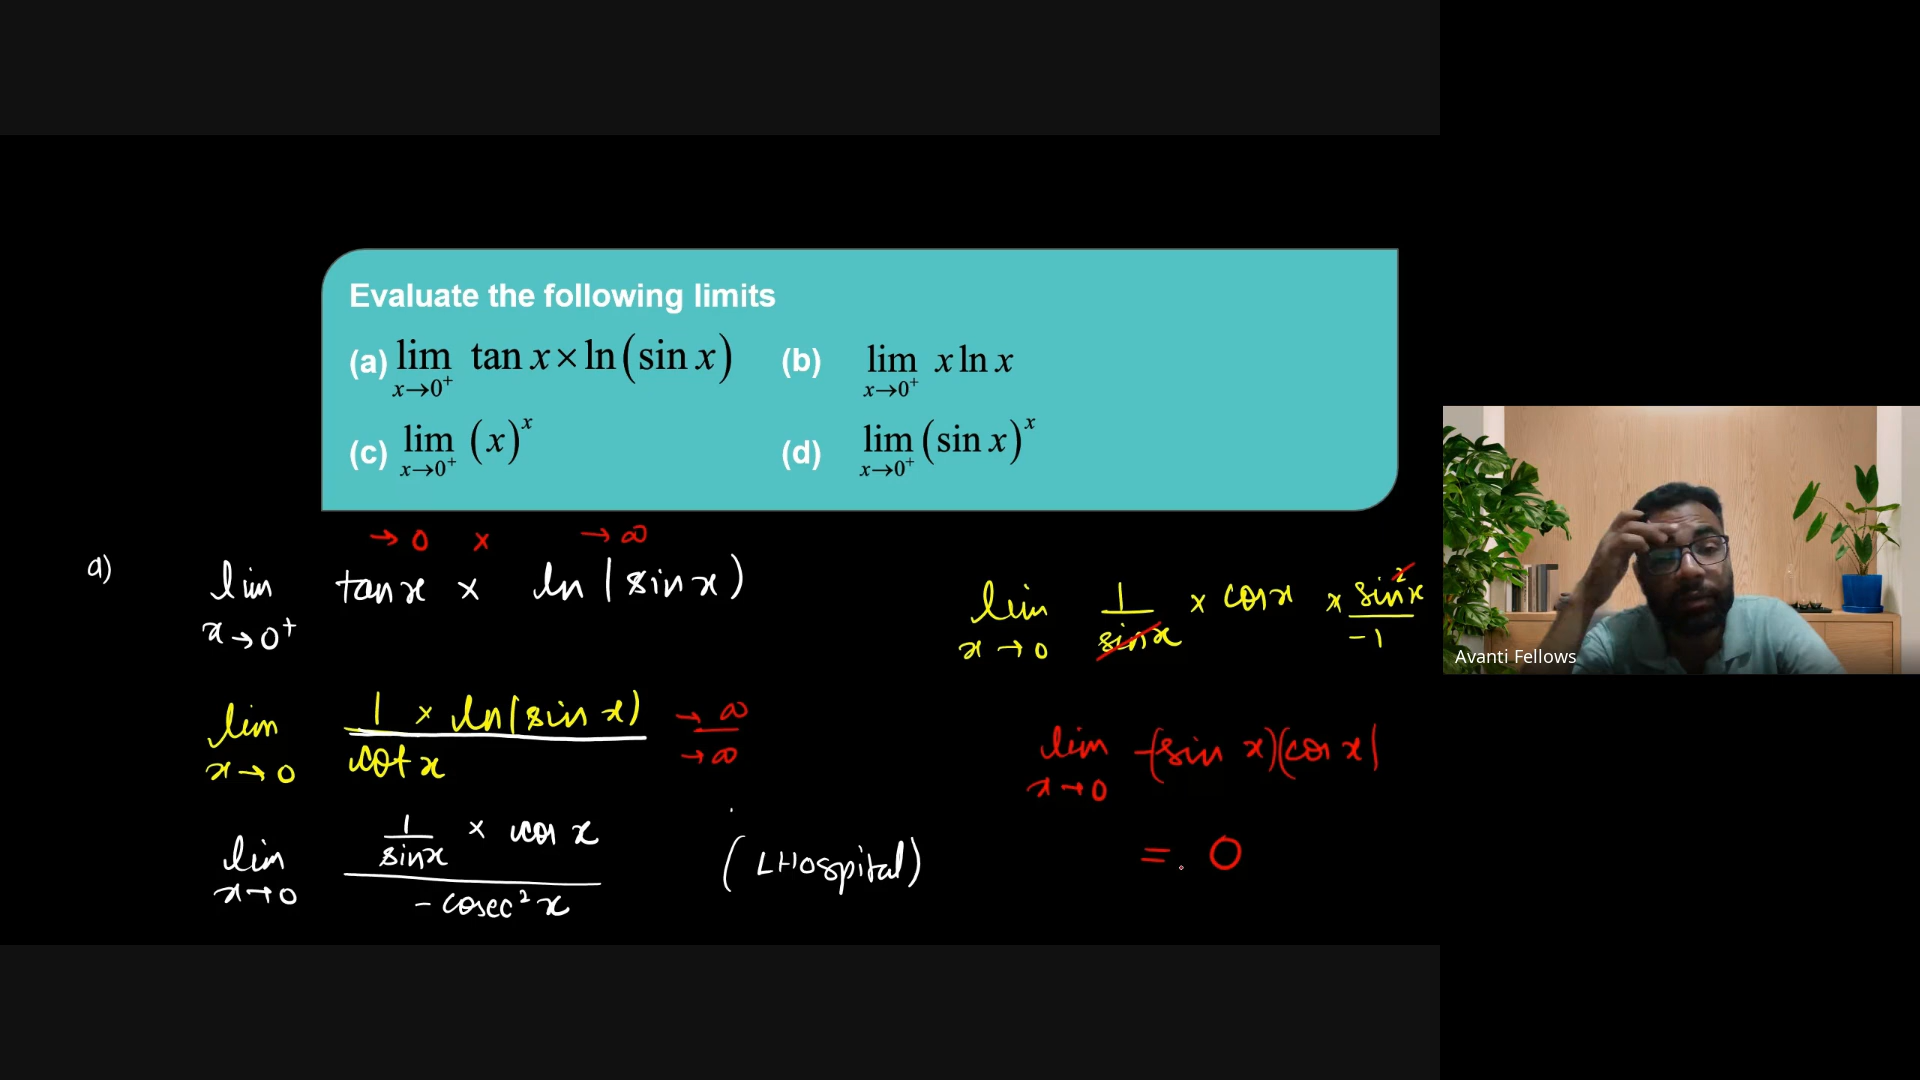 Evaluate the following limits
(a) lim x→0⁺ tan x × ln(sin x) (b) lim x→0⁺ x ln x
(c) lim x→0⁺ (x)ˣ (d) lim x→0⁺ (sin x)ˣ
→ 0 × → ∞
a) lim x→0⁺ tan x × ln(sin x)
lim x→0 1 × ln(sin x) / cot x → ∞ / → ∞
lim x→0 1/sin x × cos x / - cosec² x (LHospital)
lim x→0 1/sin x × cos x × sin² x / -1
lim x→0 -(sin x)(cos x)
= 0
Avanti Fellows